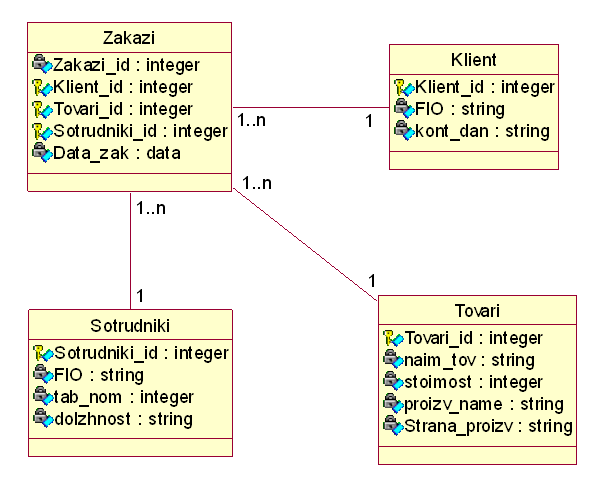 Zakazi
Zakazi_id : integer
Klient_id : integer
Tovari_id : integer
Sotrudniki_id : integer
Data_zak : data
Klient
Klient_id : integer
FIO : string
kont_dan : string
1..n
1
1..n
1..n
1
1
Sotrudniki
Sotrudniki_id : integer
FIO : string
tab_nom : integer
dolzhnost : string
Tovari
Tovari_id : integer
naim_tov : string
stoimost : integer
proizv_name : string
Strana_proizv : string